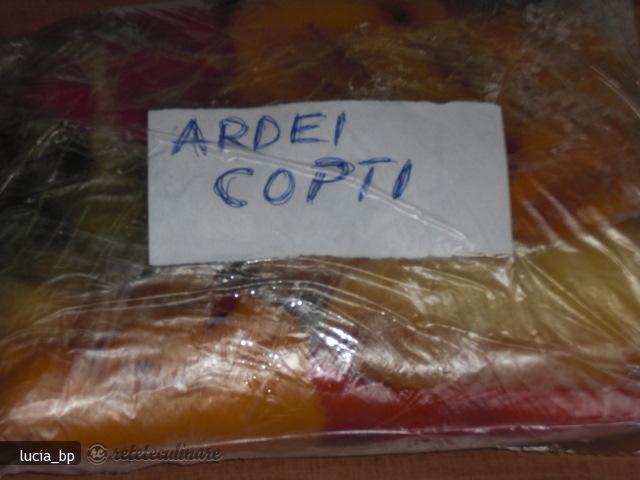 ARDEI
COPTI
lucia_bp reteteculinare